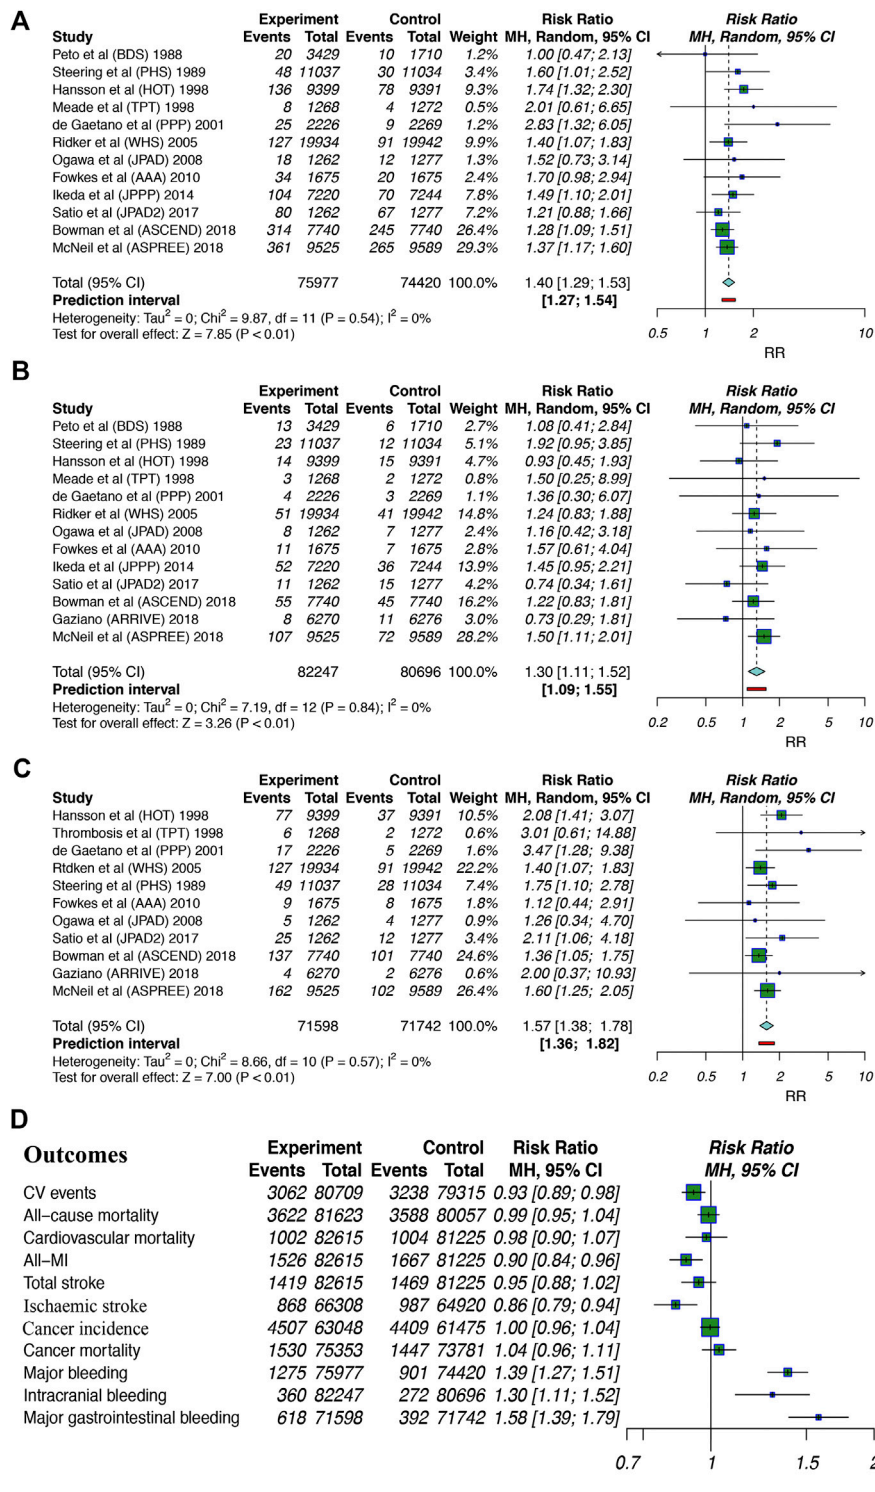 A
Experiment Control Risk Ratio Risk Ratio
Study Events Total Events Total Weight MH, Random, 95% CI MH, Random, 95% CI
Peto et al (BDS) 1988 20 3429 10 1710 1.2% 1.00 [0.47; 2.13]
Steering et al (PHS) 1989 48 11037 30 11034 3.4% 1.60 [1.01; 2.52]
Hansson et al (HOT) 1998 136 9399 78 9391 9.3% 1.74 [1.32; 2.30]
Meade et al (TPT) 1998 8 1268 4 1272 0.5% 2.01 [0.61; 6.65]
de Gaetano et al (PPP) 2001 25 2226 9 2269 1.2% 2.83 [1.32; 6.05]
Ridker et al (WHS) 2005 127 19934 91 19942 9.9% 1.40 [1.07; 1.83]
Ogawa et al (JPAD) 2008 18 1262 12 1277 1.3% 1.52 [0.73; 3.14]
Fowkes et al (AAA) 2010 34 1675 20 1675 2.4% 1.70 [0.98; 2.94]
Ikeda et al (JPPP) 2014 104 7220 70 7244 7.8% 1.49 [1.10; 2.01]
Satio et al (JPAD2) 2017 80 1262 67 1277 7.2% 1.21 [0.88; 1.66]
Bowman et al (ASCEND) 2018 314 7740 245 7740 26.4% 1.28 [1.09; 1.51]
McNeil et al (ASPREE) 2018 361 9525 265 9589 29.3% 1.37 [1.17; 1.60]
Total (95% CI) 75977 74420 100.0% 1.40 [1.29; 1.53]
Prediction interval [1.27; 1.54]
Heterogeneity: Tau² = 0; Chi² = 9.87, df = 11 (P = 0.54); I² = 0%
Test for overall effect: Z = 7.85 (P < 0.01)
0.5 1 2 10
RR
B
Experiment Control Risk Ratio Risk Ratio
Study Events Total Events Total Weight MH, Random, 95% CI MH, Random, 95% CI
Peto et al (BDS) 1988 13 3429 6 1710 2.7% 1.08 [0.41; 2.84]
Steering et al (PHS) 1989 23 11037 12 11034 5.1% 1.92 [0.95; 3.85]
Hansson et al (HOT) 1998 14 9399 15 9391 4.7% 0.93 [0.45; 1.93]
Meade et al (TPT) 1998 3 1268 2 1272 0.8% 1.50 [0.25; 8.99]
de Gaetano et al (PPP) 2001 4 2226 3 2269 1.1% 1.36 [0.30; 6.07]
Ridker et al (WHS) 2005 51 19934 41 19942 14.8% 1.24 [0.83; 1.88]
Ogawa et al (JPAD) 2008 8 1262 7 1277 2.4% 1.16 [0.42; 3.18]
Fowkes et al (AAA) 2010 11 1675 7 1675 2.8% 1.57 [0.61; 4.04]
Ikeda et al (JPPP) 2014 52 7220 36 7244 13.9% 1.45 [0.95; 2.21]
Satio et al (JPAD2) 2017 11 1262 15 1277 4.2% 0.74 [0.34; 1.61]
Bowman et al (ASCEND) 2018 55 7740 45 7740 16.2% 1.22 [0.83; 1.81]
Gaziano (ARRIVE) 2018 8 6270 11 6276 3.0% 0.73 [0.29; 1.81]
McNeil et al (ASPREE) 2018 107 9525 72 9589 28.2% 1.50 [1.11; 2.01]
Total (95% CI) 82247 80696 100.0% 1.30 [1.11; 1.52]
Prediction interval [1.09; 1.55]
Heterogeneity: Tau² = 0; Chi² = 7.19, df = 12 (P = 0.84); I² = 0%
Test for overall effect: Z = 3.26 (P < 0.01)
0.2 0.5 1 2 5 10
RR
C
Experiment Control Risk Ratio Risk Ratio
Study Events Total Events Total Weight MH, Random, 95% CI MH, Random, 95% CI
Hansson et al (HOT) 1998 77 9399 37 9391 10.5% 2.08 [1.41; 3.07]
Thrombosis et al (TPT) 1998 6 1268 2 1272 0.6% 3.01 [0.61; 14.88]
de Gaetano et al (PPP) 2001 17 2226 5 2269 1.1% 3.47 [1.28; 9.38]
Rtdken et al (WHS) 2005 127 19934 91 19942 22.2% 1.40 [1.07; 1.83]
Steering et al (PHS) 1989 49 11037 28 11034 7.4% 1.75 [1.10; 2.78]
Fowkes et al (AAA) 2010 9 1675 8 1675 1.8% 1.12 [0.44; 2.91]
Ogawa et al (JPAD) 2008 5 1262 4 1277 0.9% 1.26 [0.34; 4.70]
Satio et al (JPAD2) 2017 25 1262 12 1277 3.4% 2.11 [1.06; 4.18]
Bowman et al (ASCEND) 2018 137 7740 101 7740 24.6% 1.36 [1.05; 1.75]
Gaziano (ARRIVE) 2018 4 6270 2 6276 0.6% 2.00 [0.37; 10.93]
McNeil et al (ASPREE) 2018 162 9525 102 9589 26.4% 1.60 [1.25; 2.05]
Total (95% CI) 71598 71742 100.0% 1.57 [1.38; 1.78]
Prediction interval [1.36; 1.82]
Heterogeneity: Tau² = 0; Chi² = 8.66, df = 10 (P = 0.57); I² = 0%
Test for overall effect: Z = 7.00 (P < 0.01)
0.2 0.5 1 2 5 10
RR
D
Outcomes Experiment Control Risk Ratio Risk Ratio
Events Total Events Total MH, 95% CI MH, 95% CI
CV events 3062 80709 3238 79315 0.93 [0.89; 0.98]
All−cause mortality 3622 81623 3588 80057 0.99 [0.95; 1.04]
Cardiovascular mortality 1002 82615 1004 81225 0.98 [0.90; 1.07]
All−MI 1526 82615 1667 81225 0.90 [0.84; 0.96]
Total stroke 1419 82615 1469 81225 0.95 [0.88; 1.02]
Ischaemic stroke 868 66308 987 64920 0.86 [0.79; 0.94]
Cancer incidence 4507 63048 4409 61475 1.00 [0.96; 1.04]
Cancer mortality 1530 75353 1447 73781 1.04 [0.96; 1.11]
Major bleeding 1275 75977 901 74420 1.39 [1.27; 1.51]
Intracranial bleeding 360 82247 272 80696 1.30 [1.11; 1.52]
Major gastrointestinal bleeding 618 71598 392 71742 1.58 [1.39; 1.79]
0.7 1 1.5 2